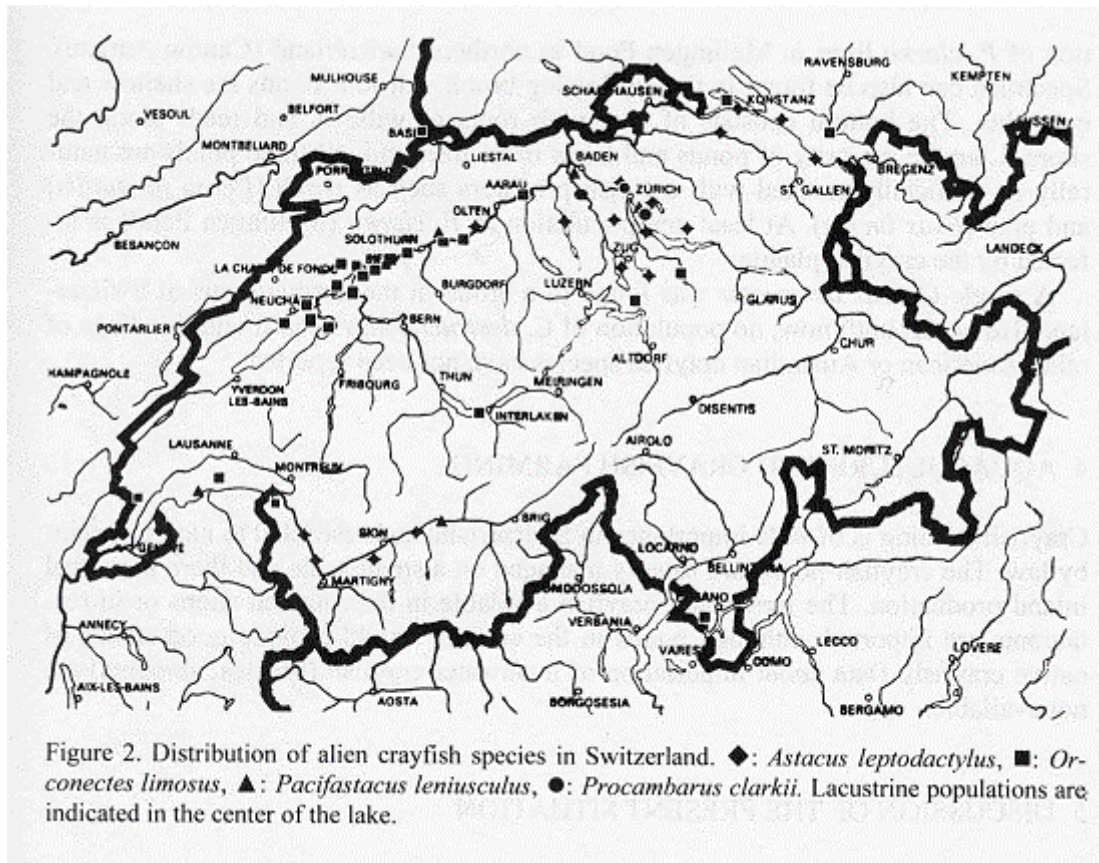 MULHOUSE
RAVENSBURG
KEMPTEN
VESOUL
BELFORT
SCHAFFHAUSEN
KONSTANZ
MONTBELIARD
BASEL
LIESTAL
BADEN
BREGENZ
AARAU
ZÜRICH
ST. GALLEN
OLTEN
BESANÇON
SOLOTHURN
LANDECK
LA CHAUX DE FONDS
ZUG
BURGDORF
LUZERN
GLARUS
PONTARLIER
BERN
CHUR
ALTDORF
FRIBOURG
THUN
MEIRINGEN
YVERDON
LES-BAINS
INTERLAKEN
DISENTIS
LAUSANNE
AIROLO
ST. MORITZ
MONTREUX
SION
BRIG
LOCARNO
BELLINZONA
MARTIGNY
DOMODOSSOLA
VERBANIA
ANNECY
VARESE
COMO
LECCO
LOVERE
AIX-LES-BAINS
AOSTA
BORGOSESIA
BERGAMO
Figure 2. Distribution of alien crayfish species in Switzerland. ◆: Astacus leptodactylus, ■: Or-
conectes limosus, ▲: Pacifastacus leniusculus, ●: Procambarus clarkii. Lacustrine populations are
indicated in the center of the lake.